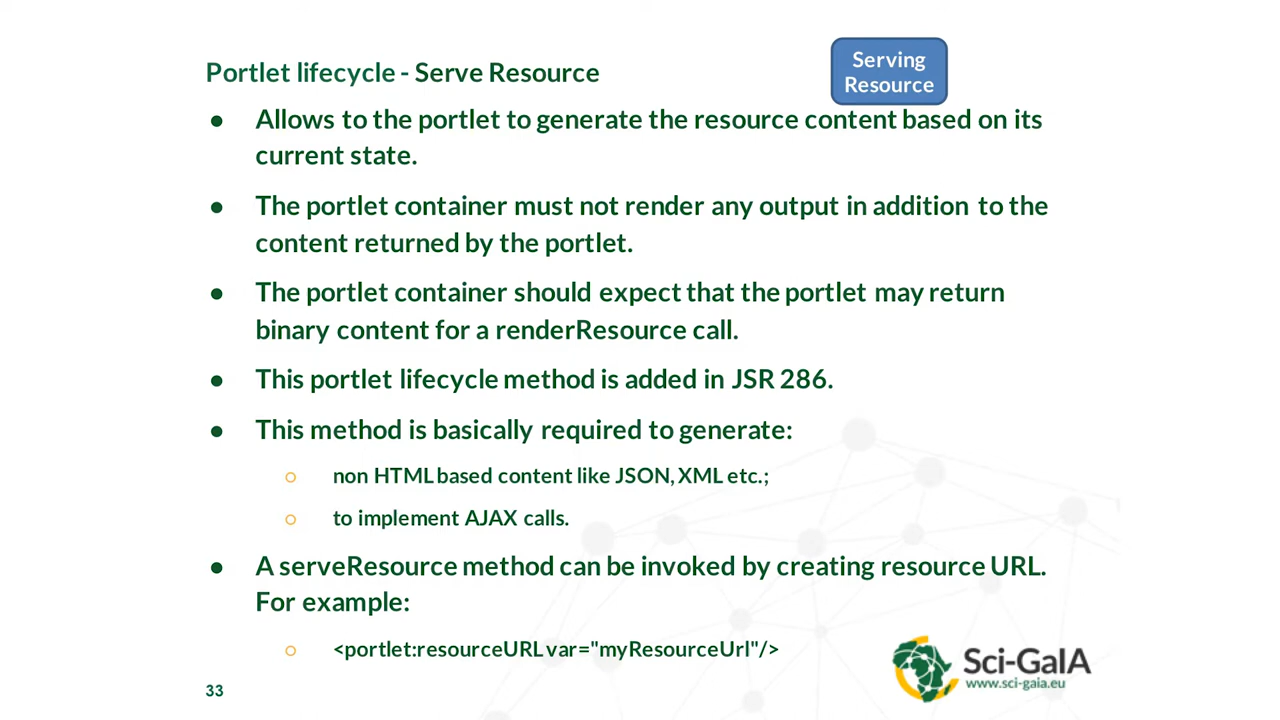 Portlet lifecycle - Serve Resource
Serving
Resource
● Allows to the portlet to generate the resource content based on its
current state.
● The portlet container must not render any output in addition to the
content returned by the portlet.
● The portlet container should expect that the portlet may return
binary content for a renderResource call.
● This portlet lifecycle method is added in JSR 286.
● This method is basically required to generate:
○ non HTML based content like JSON, XML etc.;
○ to implement AJAX calls.
● A serveResource method can be invoked by creating resource URL.
For example:
○ <portlet:resourceURL var="myResourceUrl"/>
Sci-GaIA
www.sci-gaia.eu
33